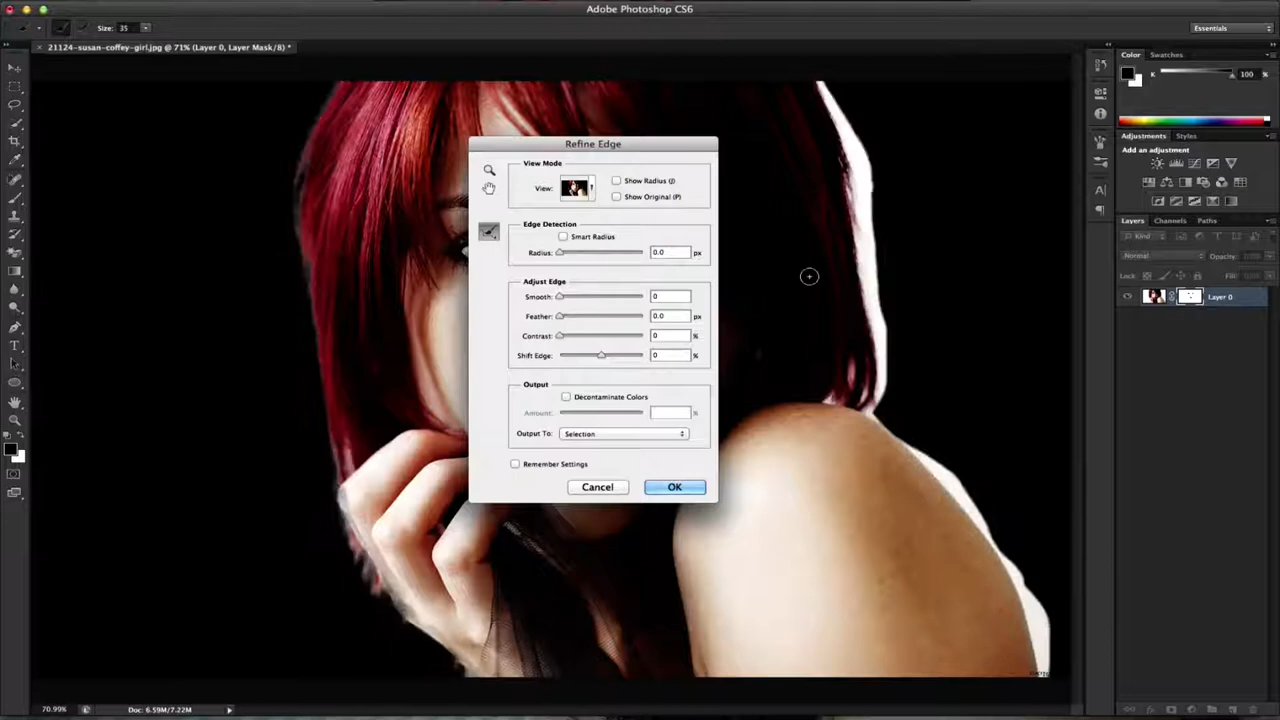 Adobe Photoshop CS6
Size: 35
Essentials
× 21124-susan-coffey-girl.jpg @ 71% (Layer 0, Layer Mask/8) *
Color Swatches
K 100 %
Adjustments Styles
Add an adjustment
Layers Channels Paths
Kind
Normal Opacity:
Lock: Fill:
Layer 0
Refine Edge
View Mode
View:
Show Radius (J)
Show Original (P)
Edge Detection
Smart Radius
Radius: 0.0 px
Adjust Edge
Smooth: 0
Feather: 0.0 px
Contrast: 0 %
Shift Edge: 0 %
Output
Decontaminate Colors
Amount: %
Output To: Selection
Remember Settings
Cancel OK
70.99% Doc: 6.59M/7.22M